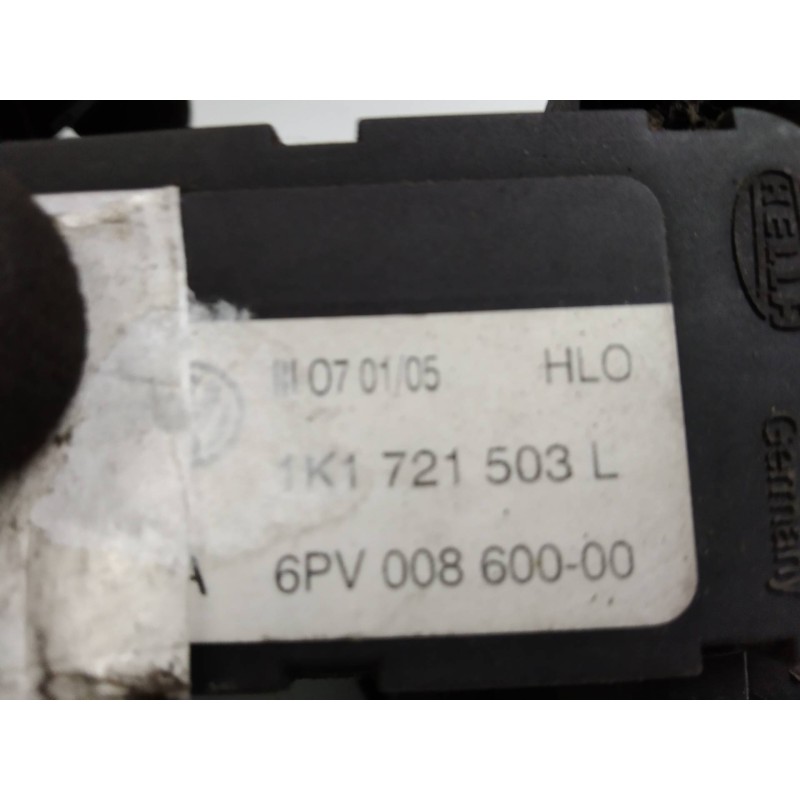 HELLA
07 01/05 HLO
1K1 721 503 L
A 6PV 008 600-00
Germany